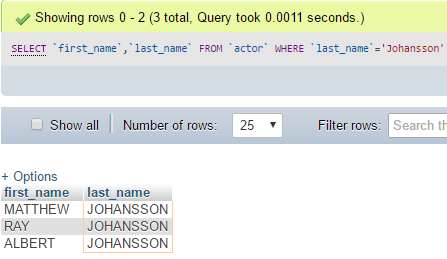 Showing rows 0 - 2 (3 total, Query took 0.0011 seconds.)
SELECT `first_name`,`last_name` FROM `actor` WHERE `last_name`='Johansson'
Show all Number of rows: 25 Filter rows: Search th
+ Options
first_name last_name
MATTHEW JOHANSSON
RAY JOHANSSON
ALBERT JOHANSSON